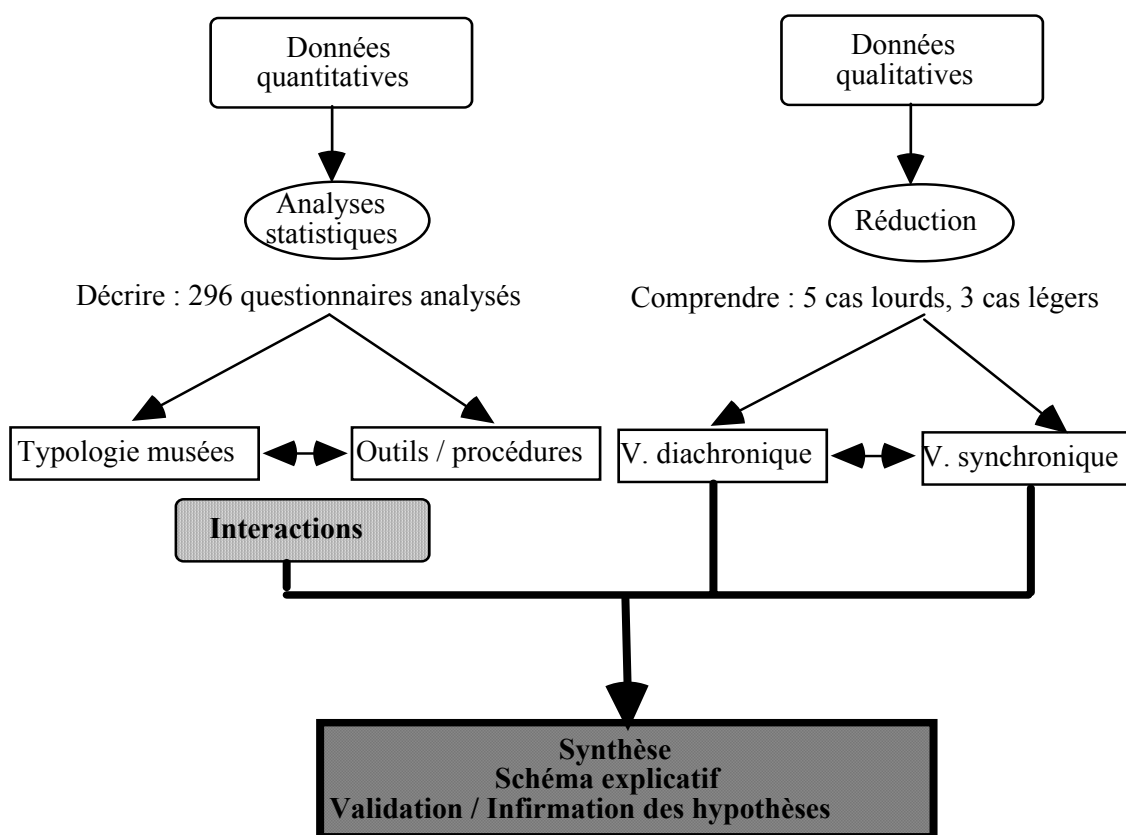 Données
quantitatives
Données
qualitatives
Analyses
statistiques
Réduction
Décrire : 296 questionnaires analysés
Comprendre : 5 cas lourds, 3 cas légers
Typologie musées
Outils / procédures
V. diachronique
V. synchronique
Interactions
Synthèse
Schéma explicatif
Validation / Infirmation des hypothèses